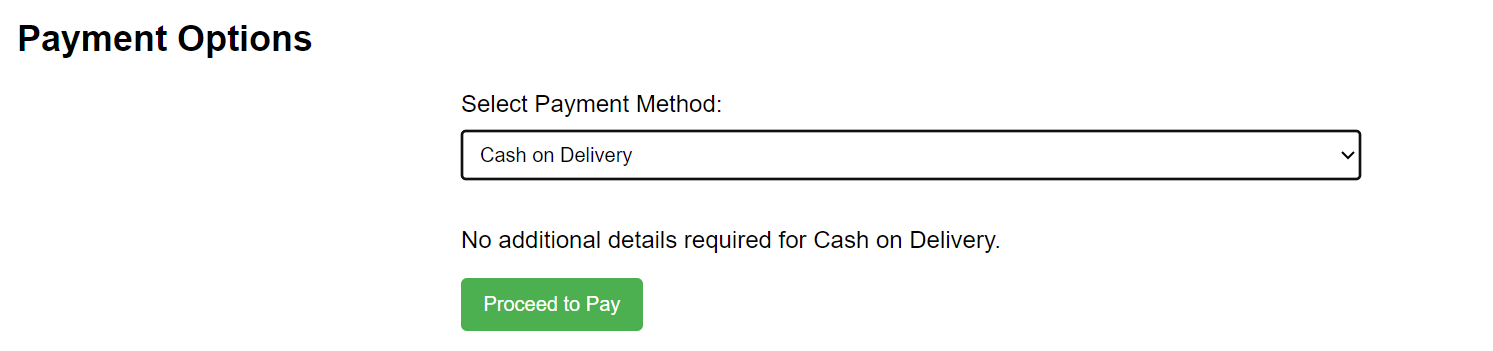 Payment Options
Select Payment Method:
Cash on Delivery
No additional details required for Cash on Delivery.
Proceed to Pay